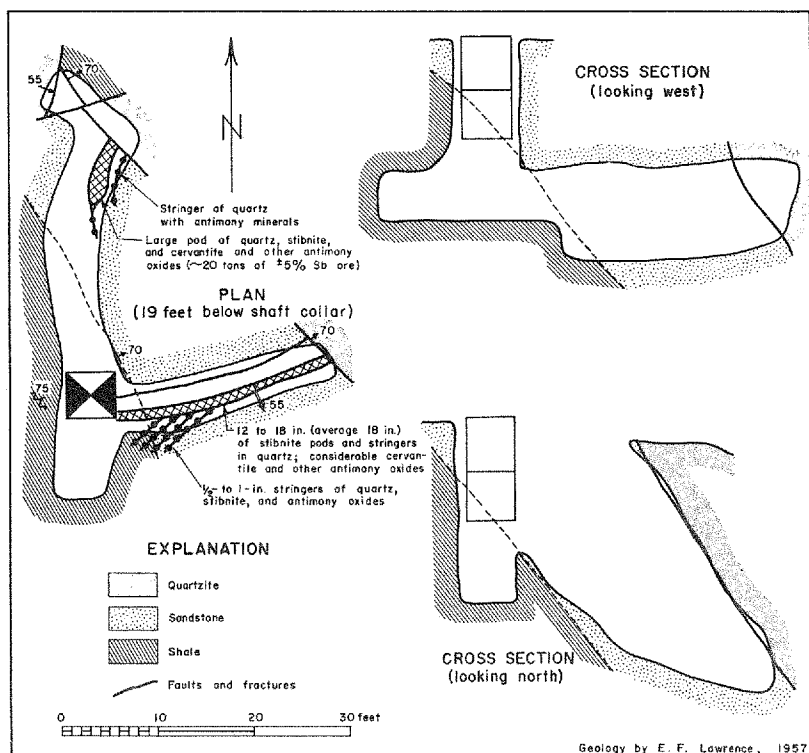 CROSS SECTION
(looking west)
55
70
N
Stringer of quartz
with antimony minerals
Large pod of quartz, stibnite,
and cervantite and other antimony
oxides (~20 tons of ±5% Sb ore)
PLAN
(19 feet below shaft collar)
70
70
75
55
12 to 18 in. (average 18 in.)
of stibnite pods and stringers
in quartz; considerable cervan-
tite and other antimony oxides
½- to 1-in. stringers of quartz,
stibnite, and antimony oxides
EXPLANATION
Quartzite
Sandstone
Shale
Faults and fractures
0 10 20 30 feet
CROSS SECTION
(looking north)
Geology by E. F. Lawrence, 1957